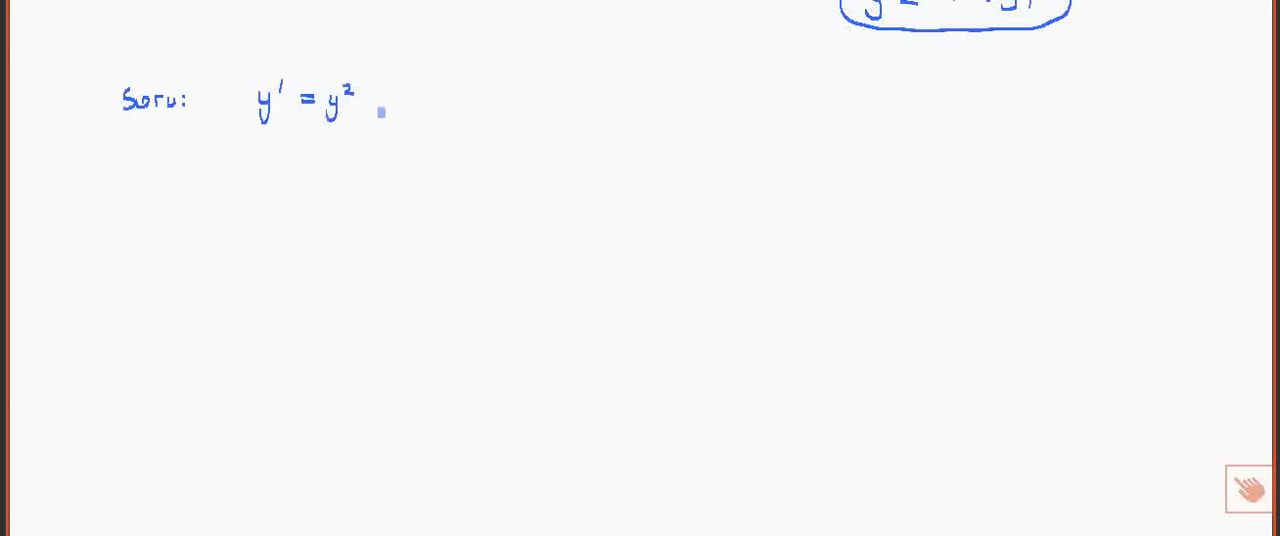 Soru: y' = y²